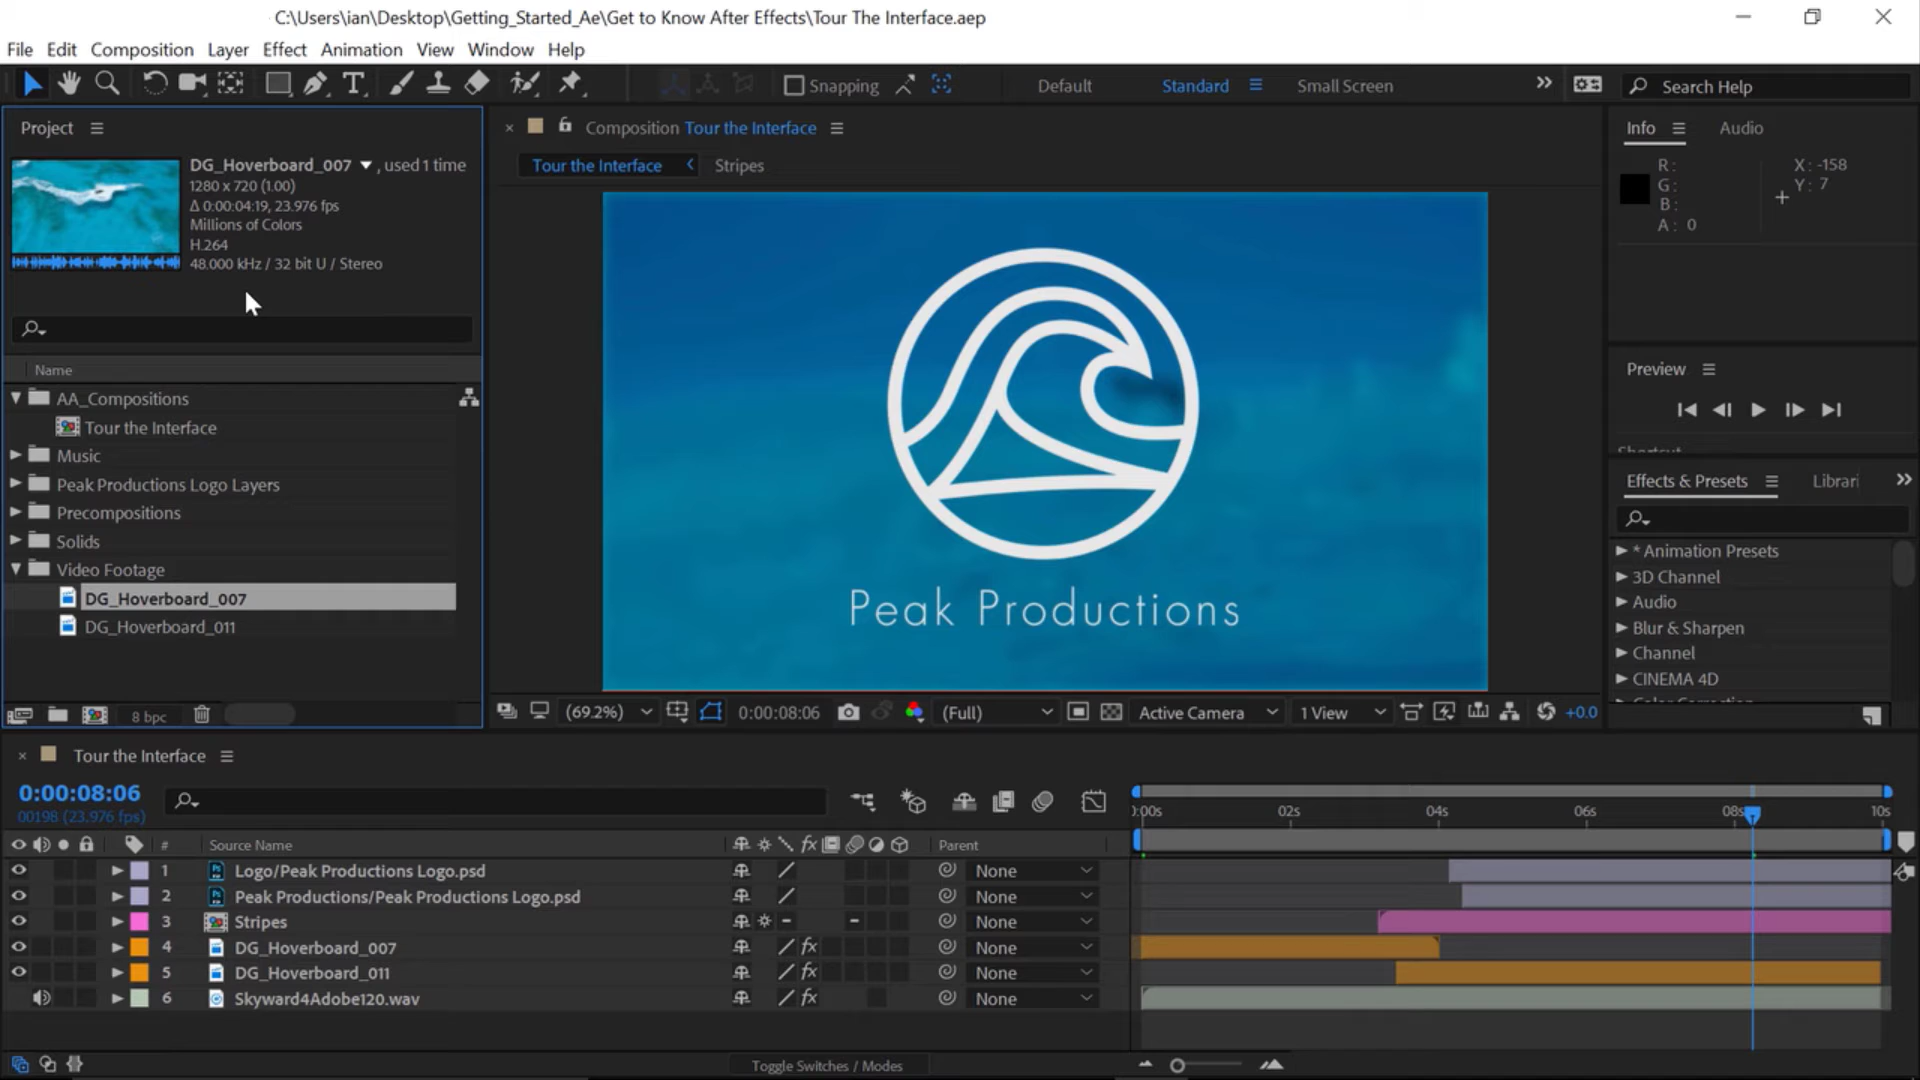 C:\Users\ian\Desktop\Getting_Started_Ae\Get to Know After Effects\Tour The Interface.aep
File Edit Composition Layer Effect Animation View Window Help
Snapping Default Standard Small Screen Search Help
Project
Composition Tour the Interface
Info Audio
DG_Hoverboard_007 , used 1 time
1280 x 720 (1.00)
Δ 0:00:04:19, 23.976 fps
Millions of Colors
H.264
48.000 kHz / 32 bit U / Stereo
Tour the Interface Stripes
R: X: -158
G: Y: 7
B:
A: 0
Name
AA_Compositions
Tour the Interface
Music
Peak Productions Logo Layers
Precompositions
Solids
Video Footage
DG_Hoverboard_007
DG_Hoverboard_011
8 bpc
Peak Productions
(69.2%) 0:00:08:06 (Full) Active Camera 1 View +0.0
Preview
Shortcut
Effects & Presets Librari
* Animation Presets
3D Channel
Audio
Blur & Sharpen
Channel
CINEMA 4D
Color Correction
Tour the Interface
0:00:08:06
00198 (23.976 fps)
):00s 02s 04s 06s 08s 10s
# Source Name fx Parent
1 Logo/Peak Productions Logo.psd None
2 Peak Productions/Peak Productions Logo.psd None
3 Stripes None
4 DG_Hoverboard_007 fx None
5 DG_Hoverboard_011 fx None
6 Skyward4Adobe120.wav fx None
Toggle Switches / Modes